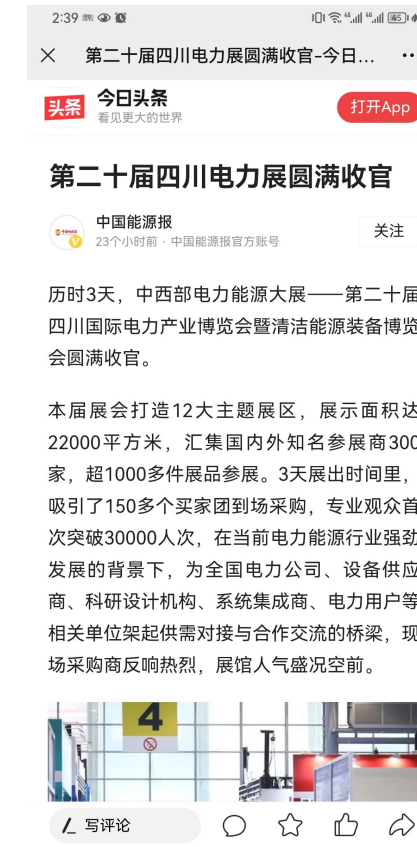 2:39
45
第二十届四川电力展圆满收官-今日...
头条
今日头条
看见更大的世界
打开App
第二十届四川电力展圆满收官
中国能源报
23个小时前 · 中国能源报官方账号
关注
历时3天，中西部电力能源大展——第二十届
四川国际电力产业博览会暨清洁能源装备博览
会圆满收官。
本届展会打造12大主题展区，展示面积达
22000平方米，汇集国内外知名参展商300
家，超1000多件展品参展。3天展出时间里，
吸引了150多个买家团到场采购，专业观众首
次突破30000人次，在当前电力能源行业强劲
发展的背景下，为全国电力公司、设备供应
商、科研设计机构、系统集成商、电力用户等
相关单位架起供需对接与合作交流的桥梁，现
场采购商反响热烈，展馆人气盛况空前。
4
写评论